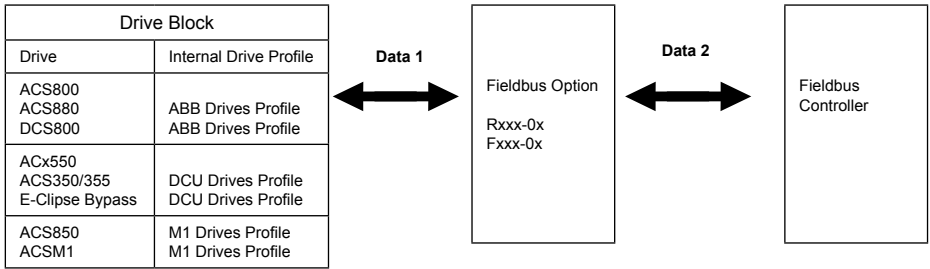 Drive Block
Drive Internal Drive Profile
ACS800
ACS880 ABB Drives Profile
DCS800 ABB Drives Profile
ACx550
ACS350/355 DCU Drives Profile
E-Clipse Bypass DCU Drives Profile
ACS850 M1 Drives Profile
ACSM1 M1 Drives Profile
Data 1
Fieldbus Option
Rxxx-0x
Fxxx-0x
Data 2
Fieldbus
Controller